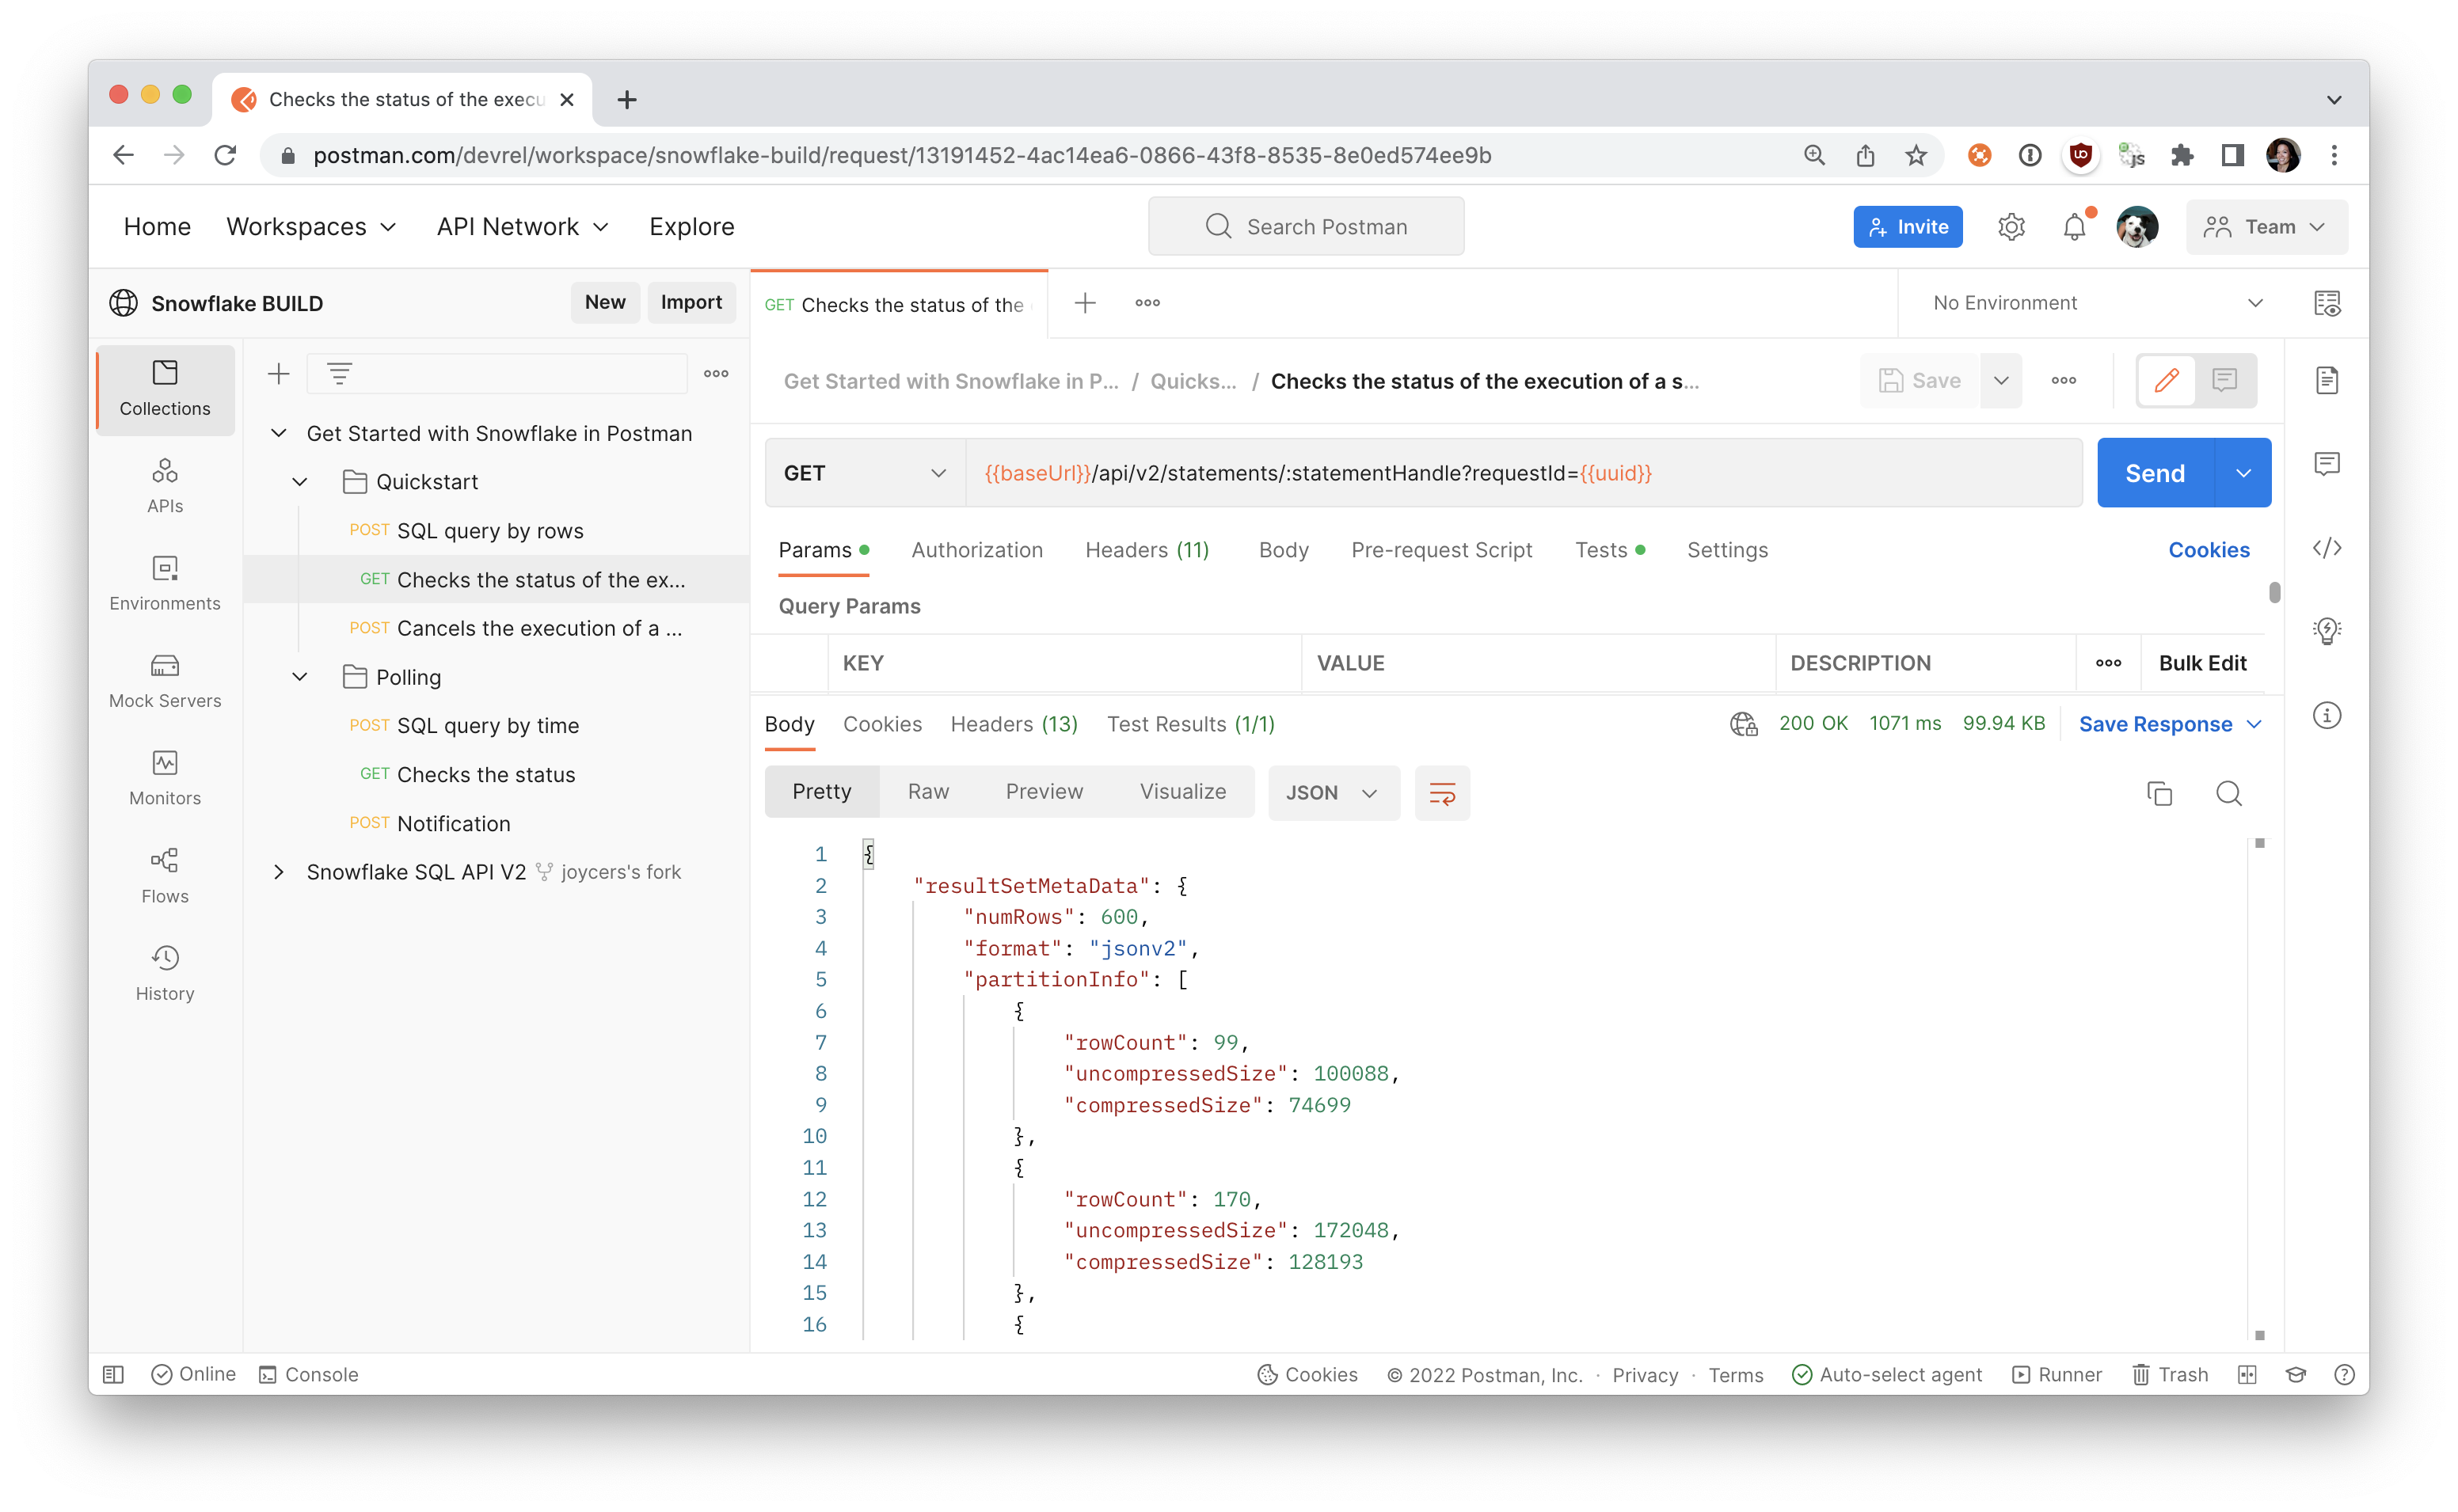 Checks the status of the execu
postman.com/devrel/workspace/snowflake-build/request/13191452-4ac14ea6-0866-43f8-8535-8e0ed574ee9b
Home Workspaces API Network Explore Search Postman Invite Team
Snowflake BUILD New Import
GET Checks the status of the
No Environment
Collections
APIs
Environments
Mock Servers
Monitors
Flows
History
Get Started with Snowflake in Postman
Quickstart
POST SQL query by rows
GET Checks the status of the ex...
POST Cancels the execution of a ...
Polling
POST SQL query by time
GET Checks the status
POST Notification
Snowflake SQL API V2 joycers's fork
Get Started with Snowflake in P... / Quicks... / Checks the status of the execution of a s... Save
GET {{baseUrl}}/api/v2/statements/:statementHandle?requestId={{uuid}} Send
Params Authorization Headers (11) Body Pre-request Script Tests Settings Cookies
Query Params
KEY VALUE DESCRIPTION Bulk Edit
Body Cookies Headers (13) Test Results (1/1) 200 OK 1071 ms 99.94 KB Save Response
Pretty Raw Preview Visualize JSON
1 {
2 "resultSetMetaData": {
3 "numRows": 600,
4 "format": "jsonv2",
5 "partitionInfo": [
6 {
7 "rowCount": 99,
8 "uncompressedSize": 100088,
9 "compressedSize": 74699
10 },
11 {
12 "rowCount": 170,
13 "uncompressedSize": 172048,
14 "compressedSize": 128193
15 },
16 {
Online Console Cookies © 2022 Postman, Inc. · Privacy · Terms Auto-select agent Runner Trash